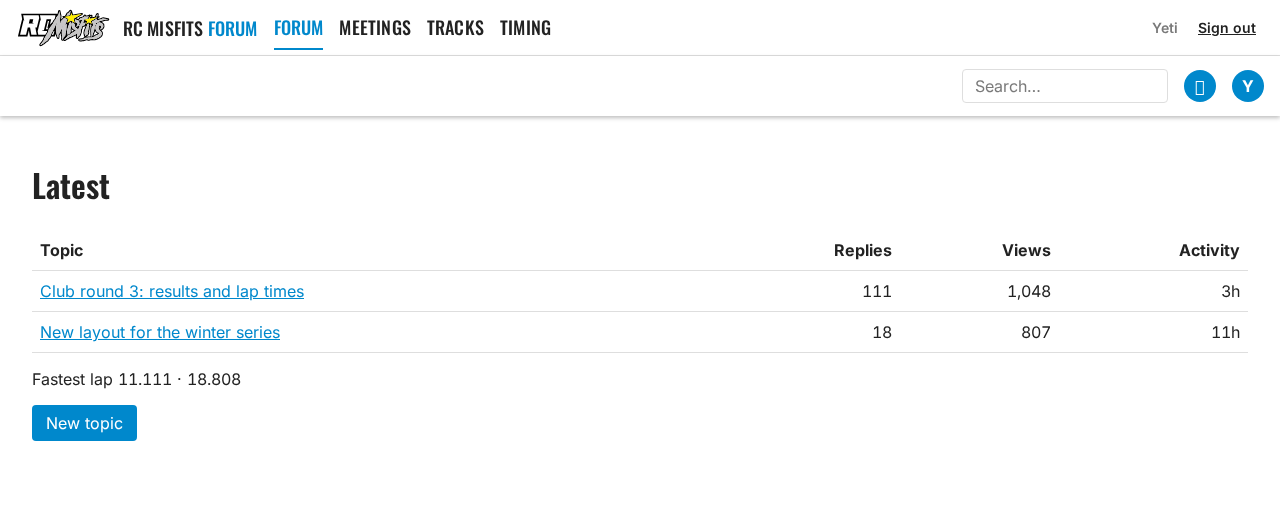 RC MISFITS RC MISFITS FORUM FORUM MEETINGS TRACKS TIMING Yeti Sign out
Search... Y
Latest
Topic Replies Views Activity
Club round 3: results and lap times 111 1,048 3h
New layout for the winter series 18 807 11h
Fastest lap 11.111 · 18.808
New topic